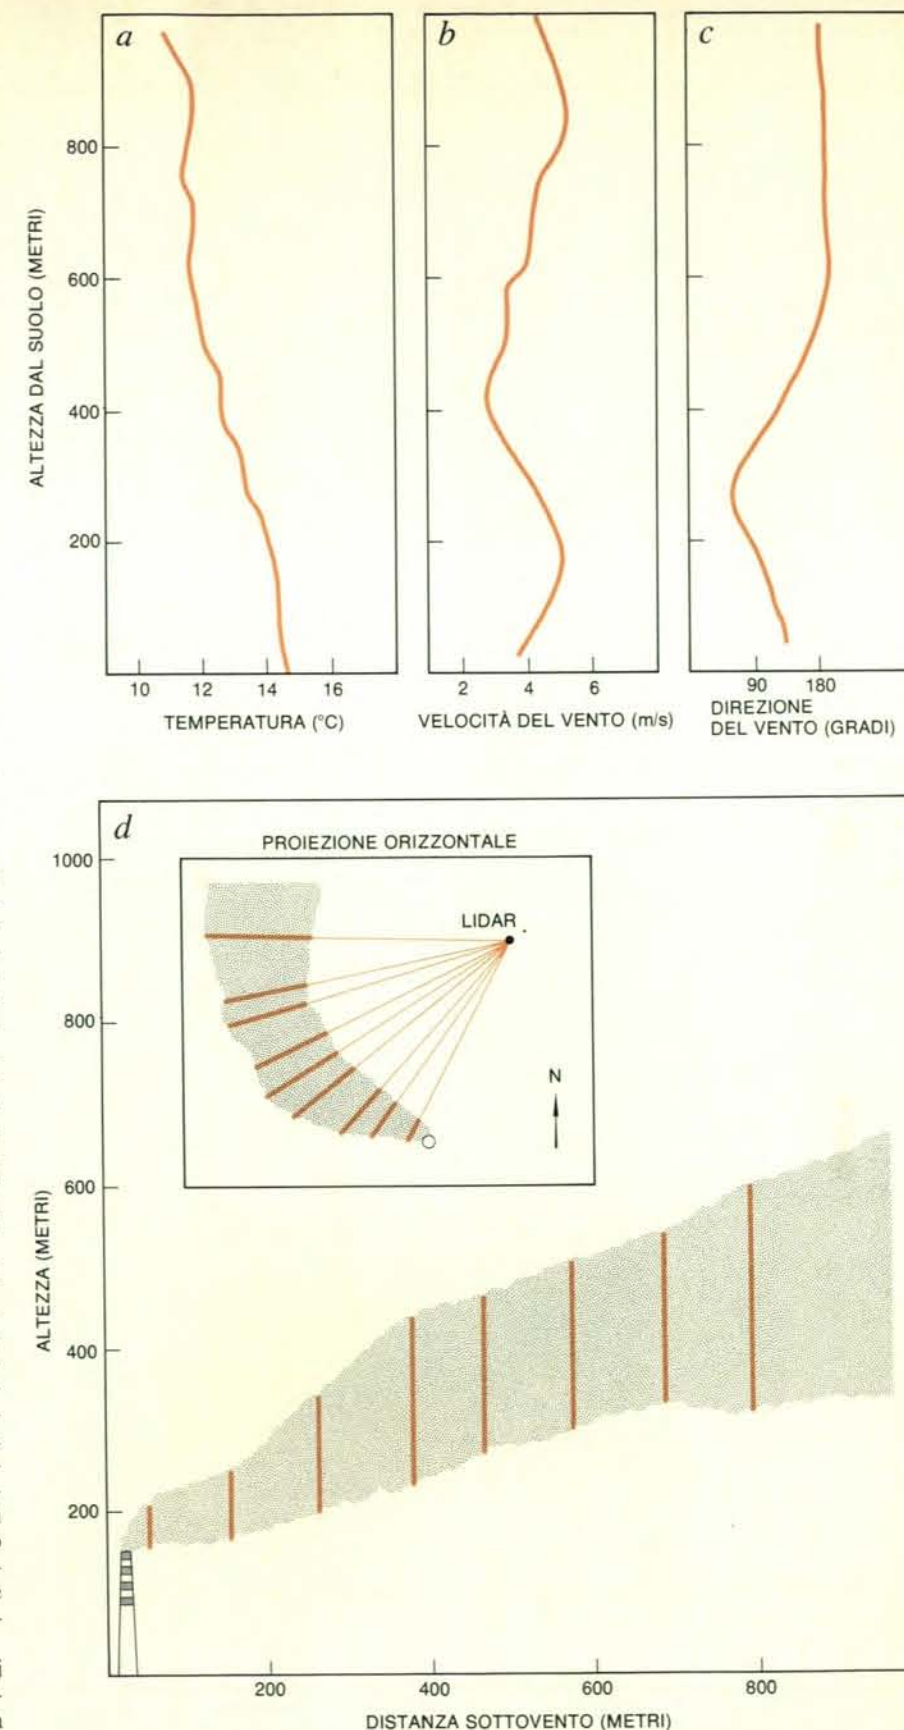 a
b
c
800
600
400
200
ALTEZZA DAL SUOLO (METRI)
10 12 14 16
TEMPERATURA (°C)
2 4 6
VELOCITÀ DEL VENTO (m/s)
90 180
DIREZIONE
DEL VENTO (GRADI)
d
PROIEZIONE ORIZZONTALE
LIDAR
N
1000
800
600
400
200
ALTEZZA (METRI)
200 400 600 800
DISTANZA SOTTOVENTO (METRI)